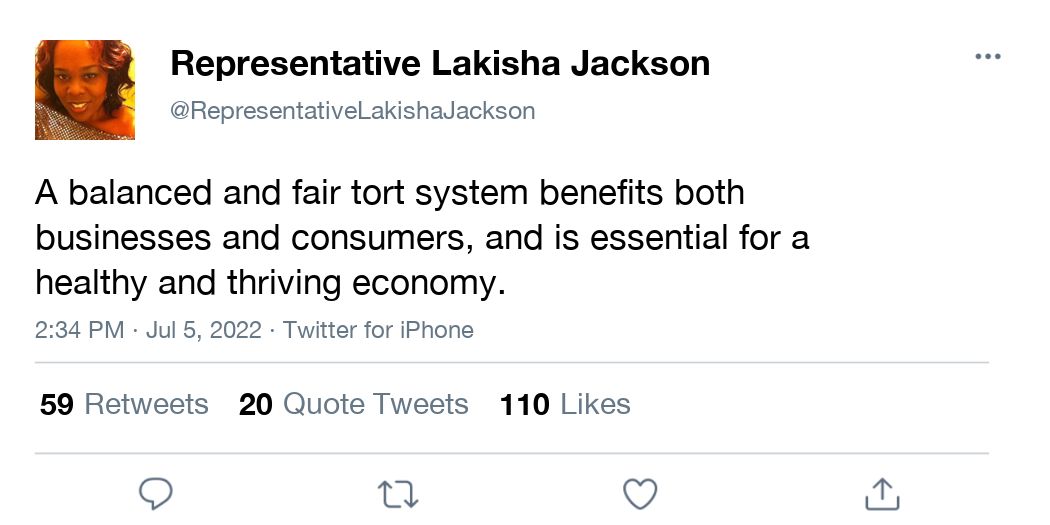 Representative Lakisha Jackson
@RepresentativeLakishaJackson
A balanced and fair tort system benefits both
businesses and consumers, and is essential for a
healthy and thriving economy.
2:34 PM · Jul 5, 2022 · Twitter for iPhone
59 Retweets 20 Quote Tweets 110 Likes